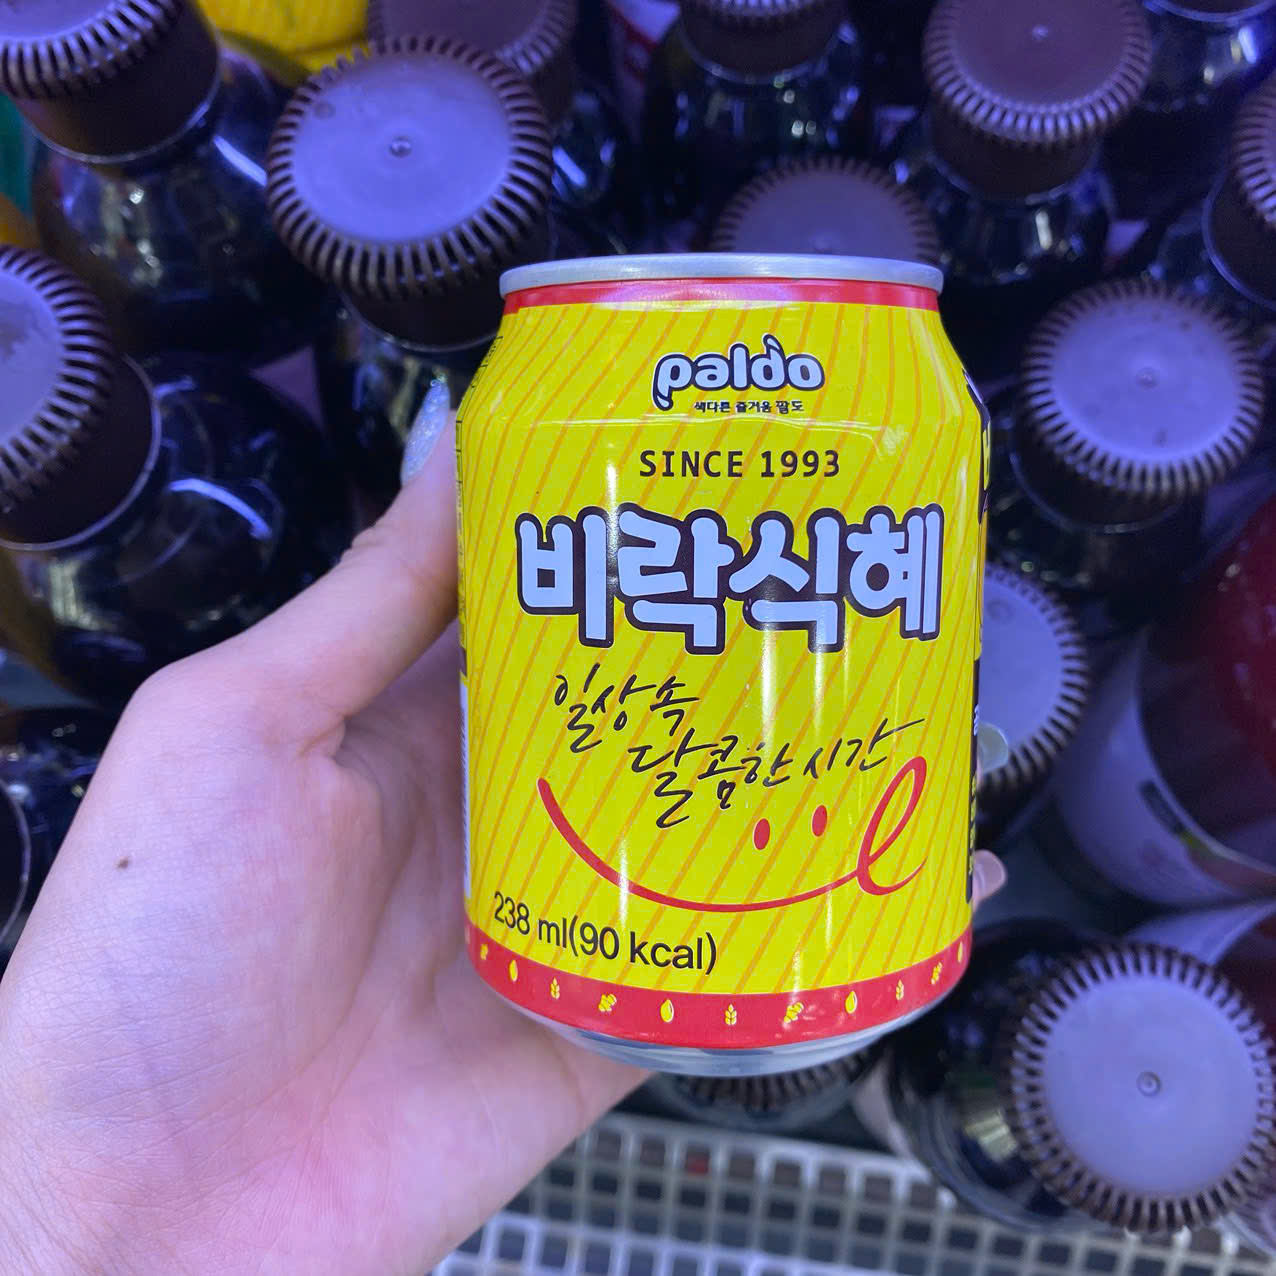 paldo
색다른 즐거움 팔도
SINCE 1993
비락식혜
일상속
달콤한 시간
238 ml(90 kcal)